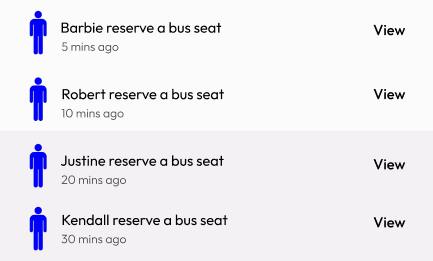 Barbie reserve a bus seat
View
5 mins ago
Robert reserve a bus seat
View
10 mins ago
Justine reserve a bus seat
View
20 mins ago
Kendall reserve a bus seat
View
30 mins ago